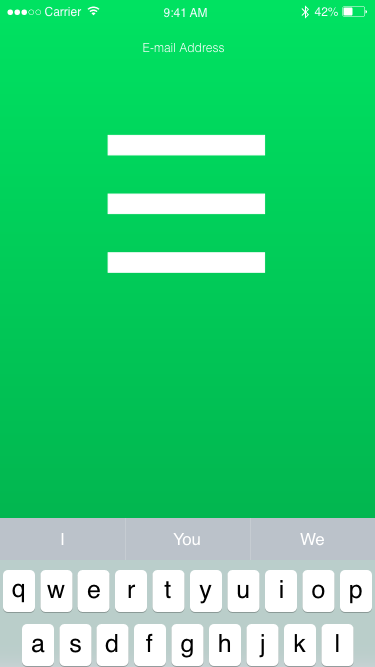 Carrier 9:41 AM 42%
E-mail Address
I You We
q w e r t y u i o p
a s d f g h j k l